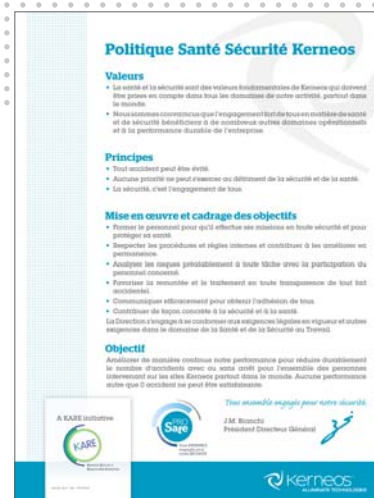 Politique Santé Sécurité Kerneos
Valeurs
• La santé et la sécurité sont des valeurs fondamentales de Kerneos qui doivent
être prises en compte dans tous les domaines de notre activité, partout dans
le monde.
• Nous sommes convaincus que l'engagement fort de tous en matière de santé
et de sécurité bénéficiera à de nombreux autres domaines opérationnels
et à la performance durable de l'entreprise.
Principes
• Tout accident peut être évité.
• Aucune priorité ne peut s'exercer au détriment de la sécurité et de la santé.
• La sécurité, c'est l'engagement de tous.
Mise en œuvre et cadrage des objectifs
• Former le personnel pour qu'il effectue ses missions en toute sécurité et pour
protéger sa santé.
• Respecter les procédures et règles internes et contribuer à les améliorer en
permanence.
• Analyser les risques préalablement à toute tâche avec la participation du
personnel concerné.
• Favoriser la remontée et le traitement en toute transparence de tout fait
accidentel.
• Communiquer efficacement pour obtenir l'adhésion de tous.
• Contribuer de façon concrète à la sécurité et à la santé.
La Direction s'engage à se conformer aux exigences légales en vigueur et autres
exigences dans le domaine de la Santé et de la Sécurité au Travail.
Objectif
Améliorer de manière continue notre performance pour réduire durablement
le nombre d'accidents avec ou sans arrêt pour l'ensemble des personnes
intervenant sur les sites Kerneos partout dans le monde. Aucune performance
autre que 0 accident ne peut être satisfaisante.
Tous ensemble engagés pour notre sécurité.
A KARE initiative
KARE
PRO
Safe
J.M. Bianchi
Président Directeur Général
Kerneos
ALUMINATE TECHNOLOGIES